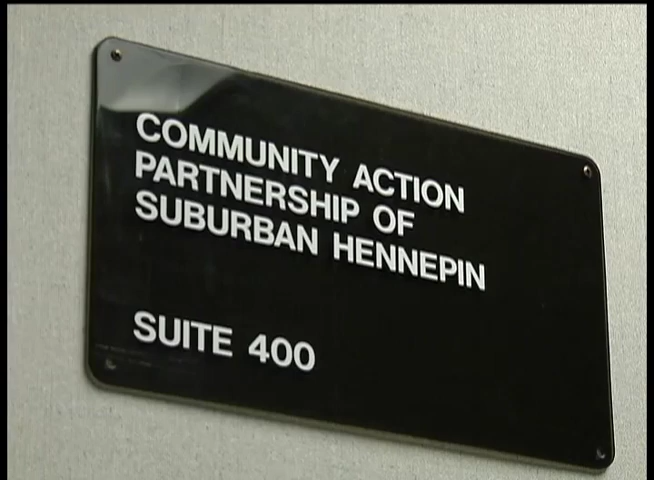 COMMUNITY ACTION
PARTNERSHIP OF
SUBURBAN HENNEPIN
SUITE 400